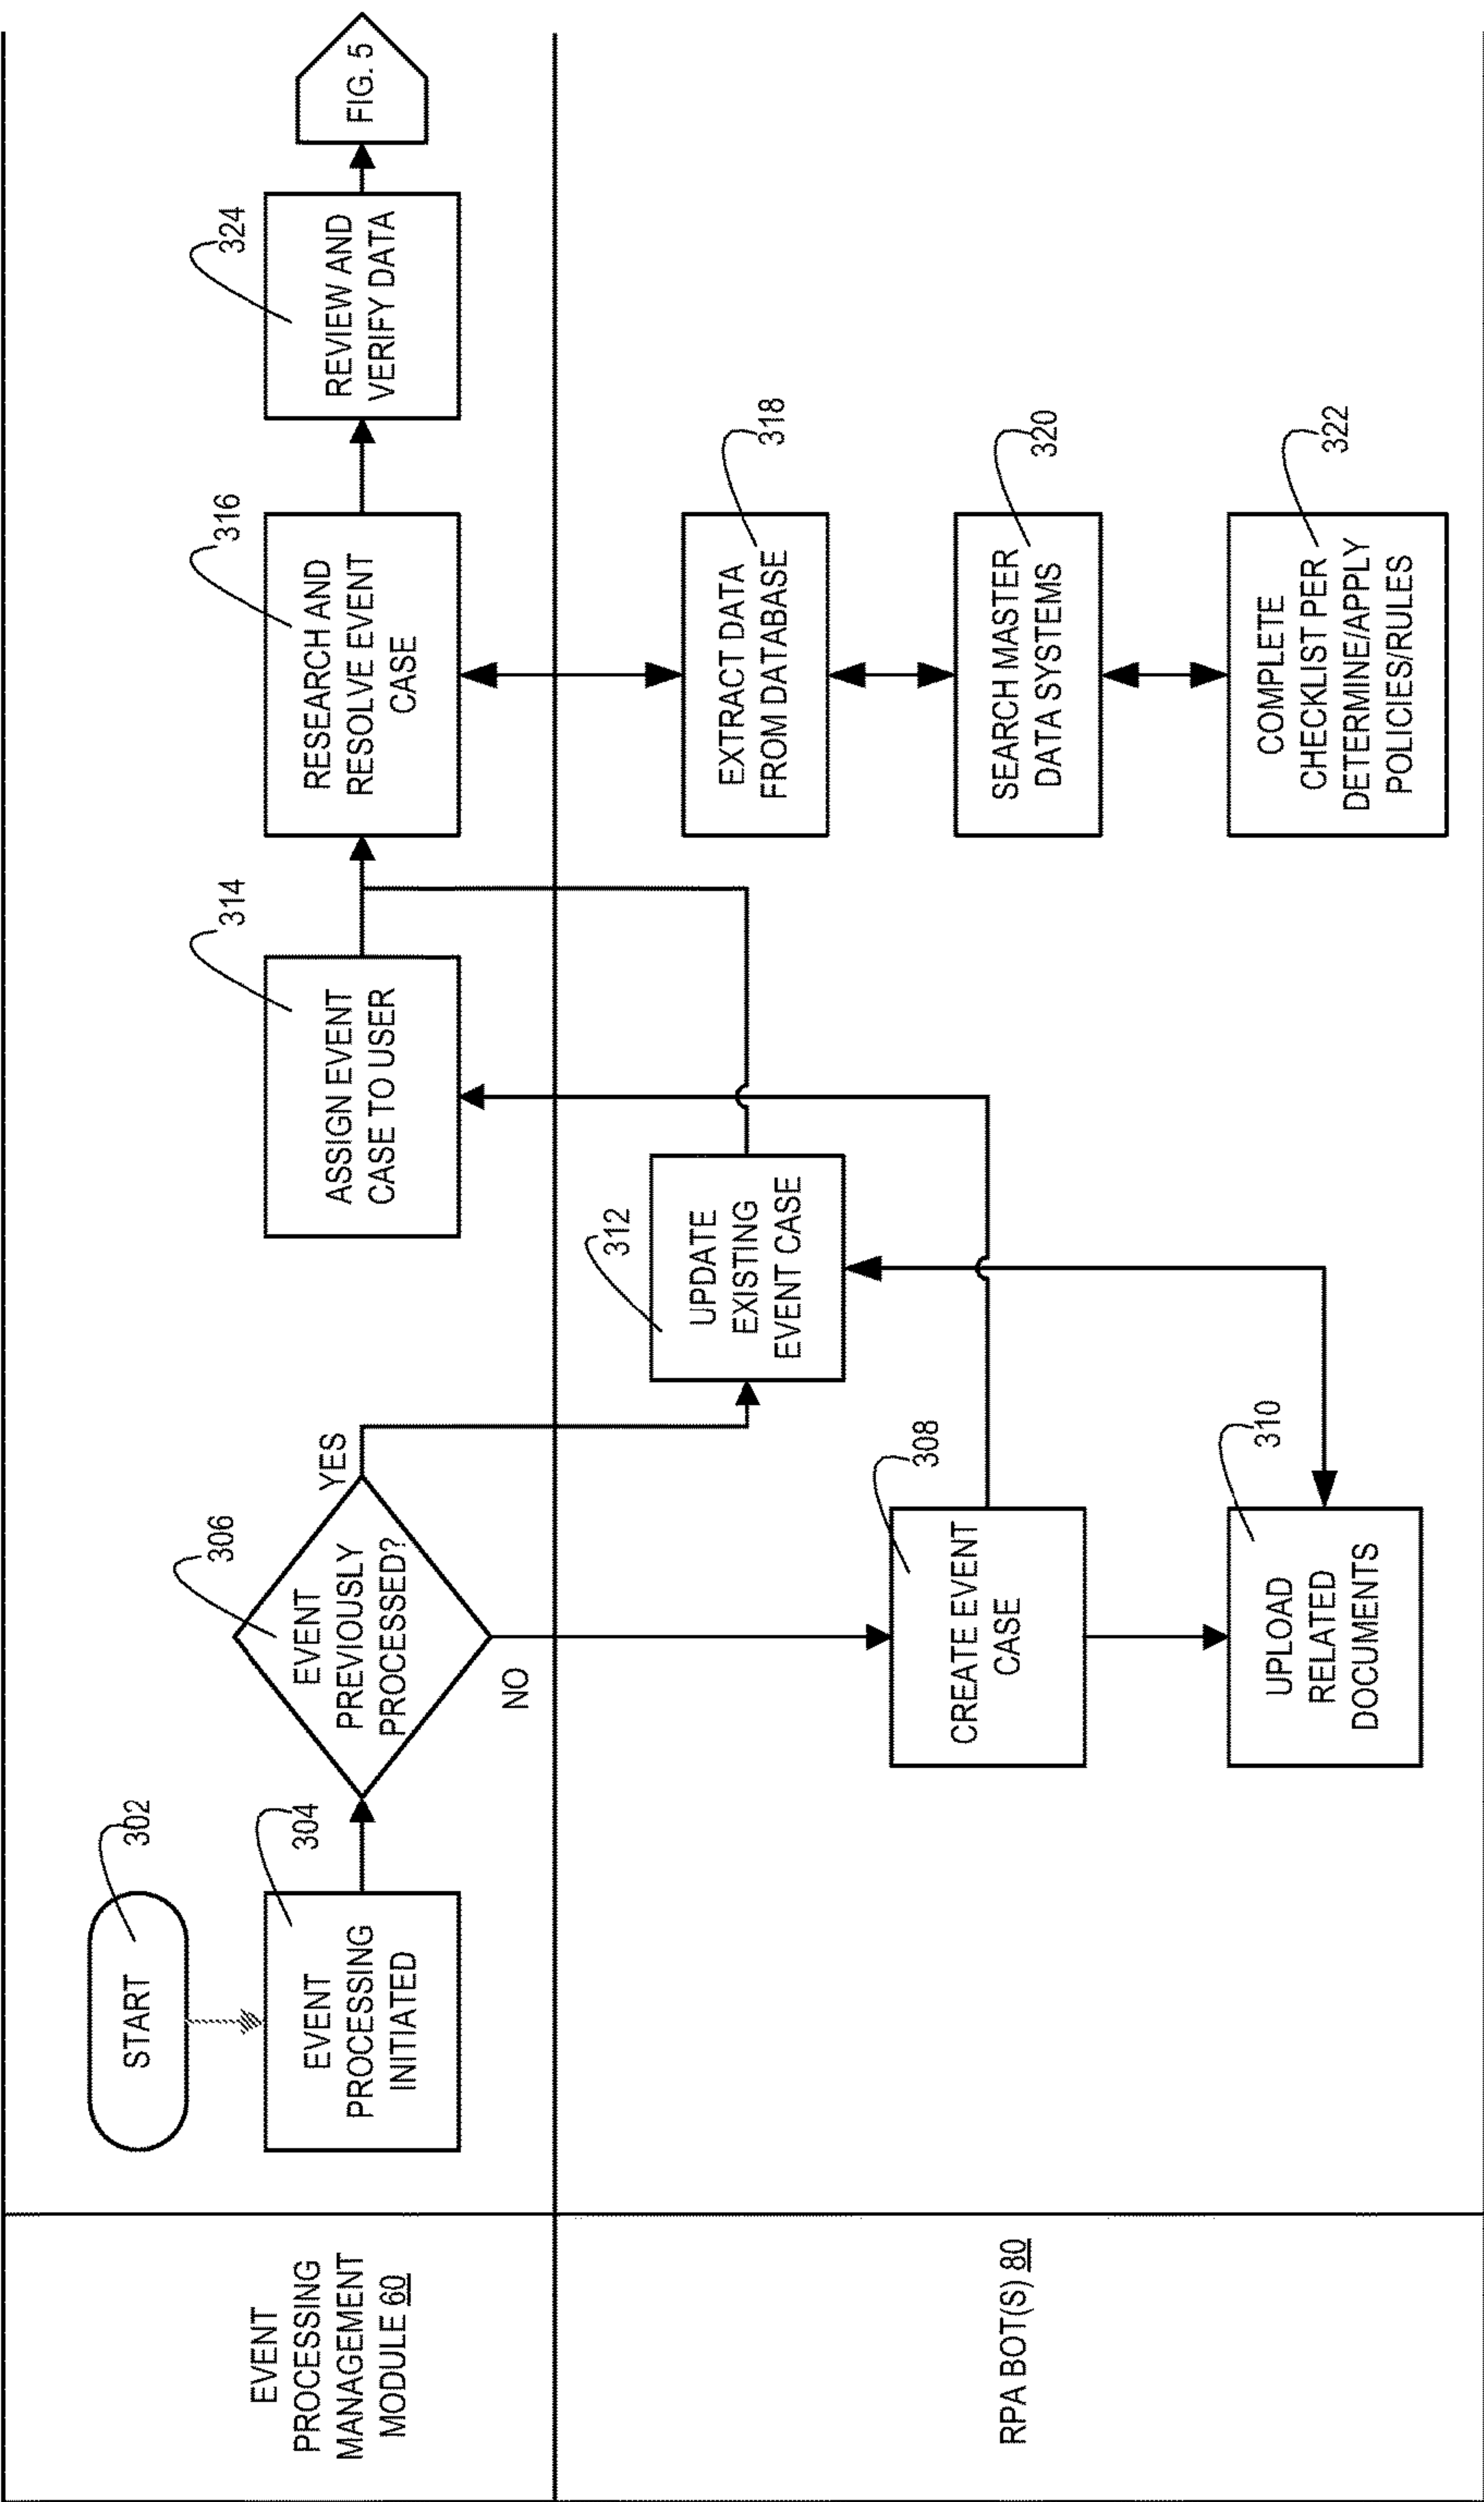 EVENT
PROCESSING
MANAGEMENT
MODULE 60
START
302
EVENT
PROCESSING
INITIATED
304
EVENT
PREVIOUSLY
PROCESSED?
306
YES
NO
ASSIGN EVENT
CASE TO USER
314
RESEARCH AND
RESOLVE EVENT
CASE
316
REVIEW AND
VERIFY DATA
324
FIG. 5
RPA BOT(S) 80
CREATE EVENT
CASE
308
UPLOAD
RELATED
DOCUMENTS
310
UPDATE
EXISTING
EVENT CASE
312
EXTRACT DATA
FROM DATABASE
318
SEARCH MASTER
DATA SYSTEMS
320
COMPLETE
CHECKLIST PER
DETERMINE/APPLY
POLICIES/RULES
322